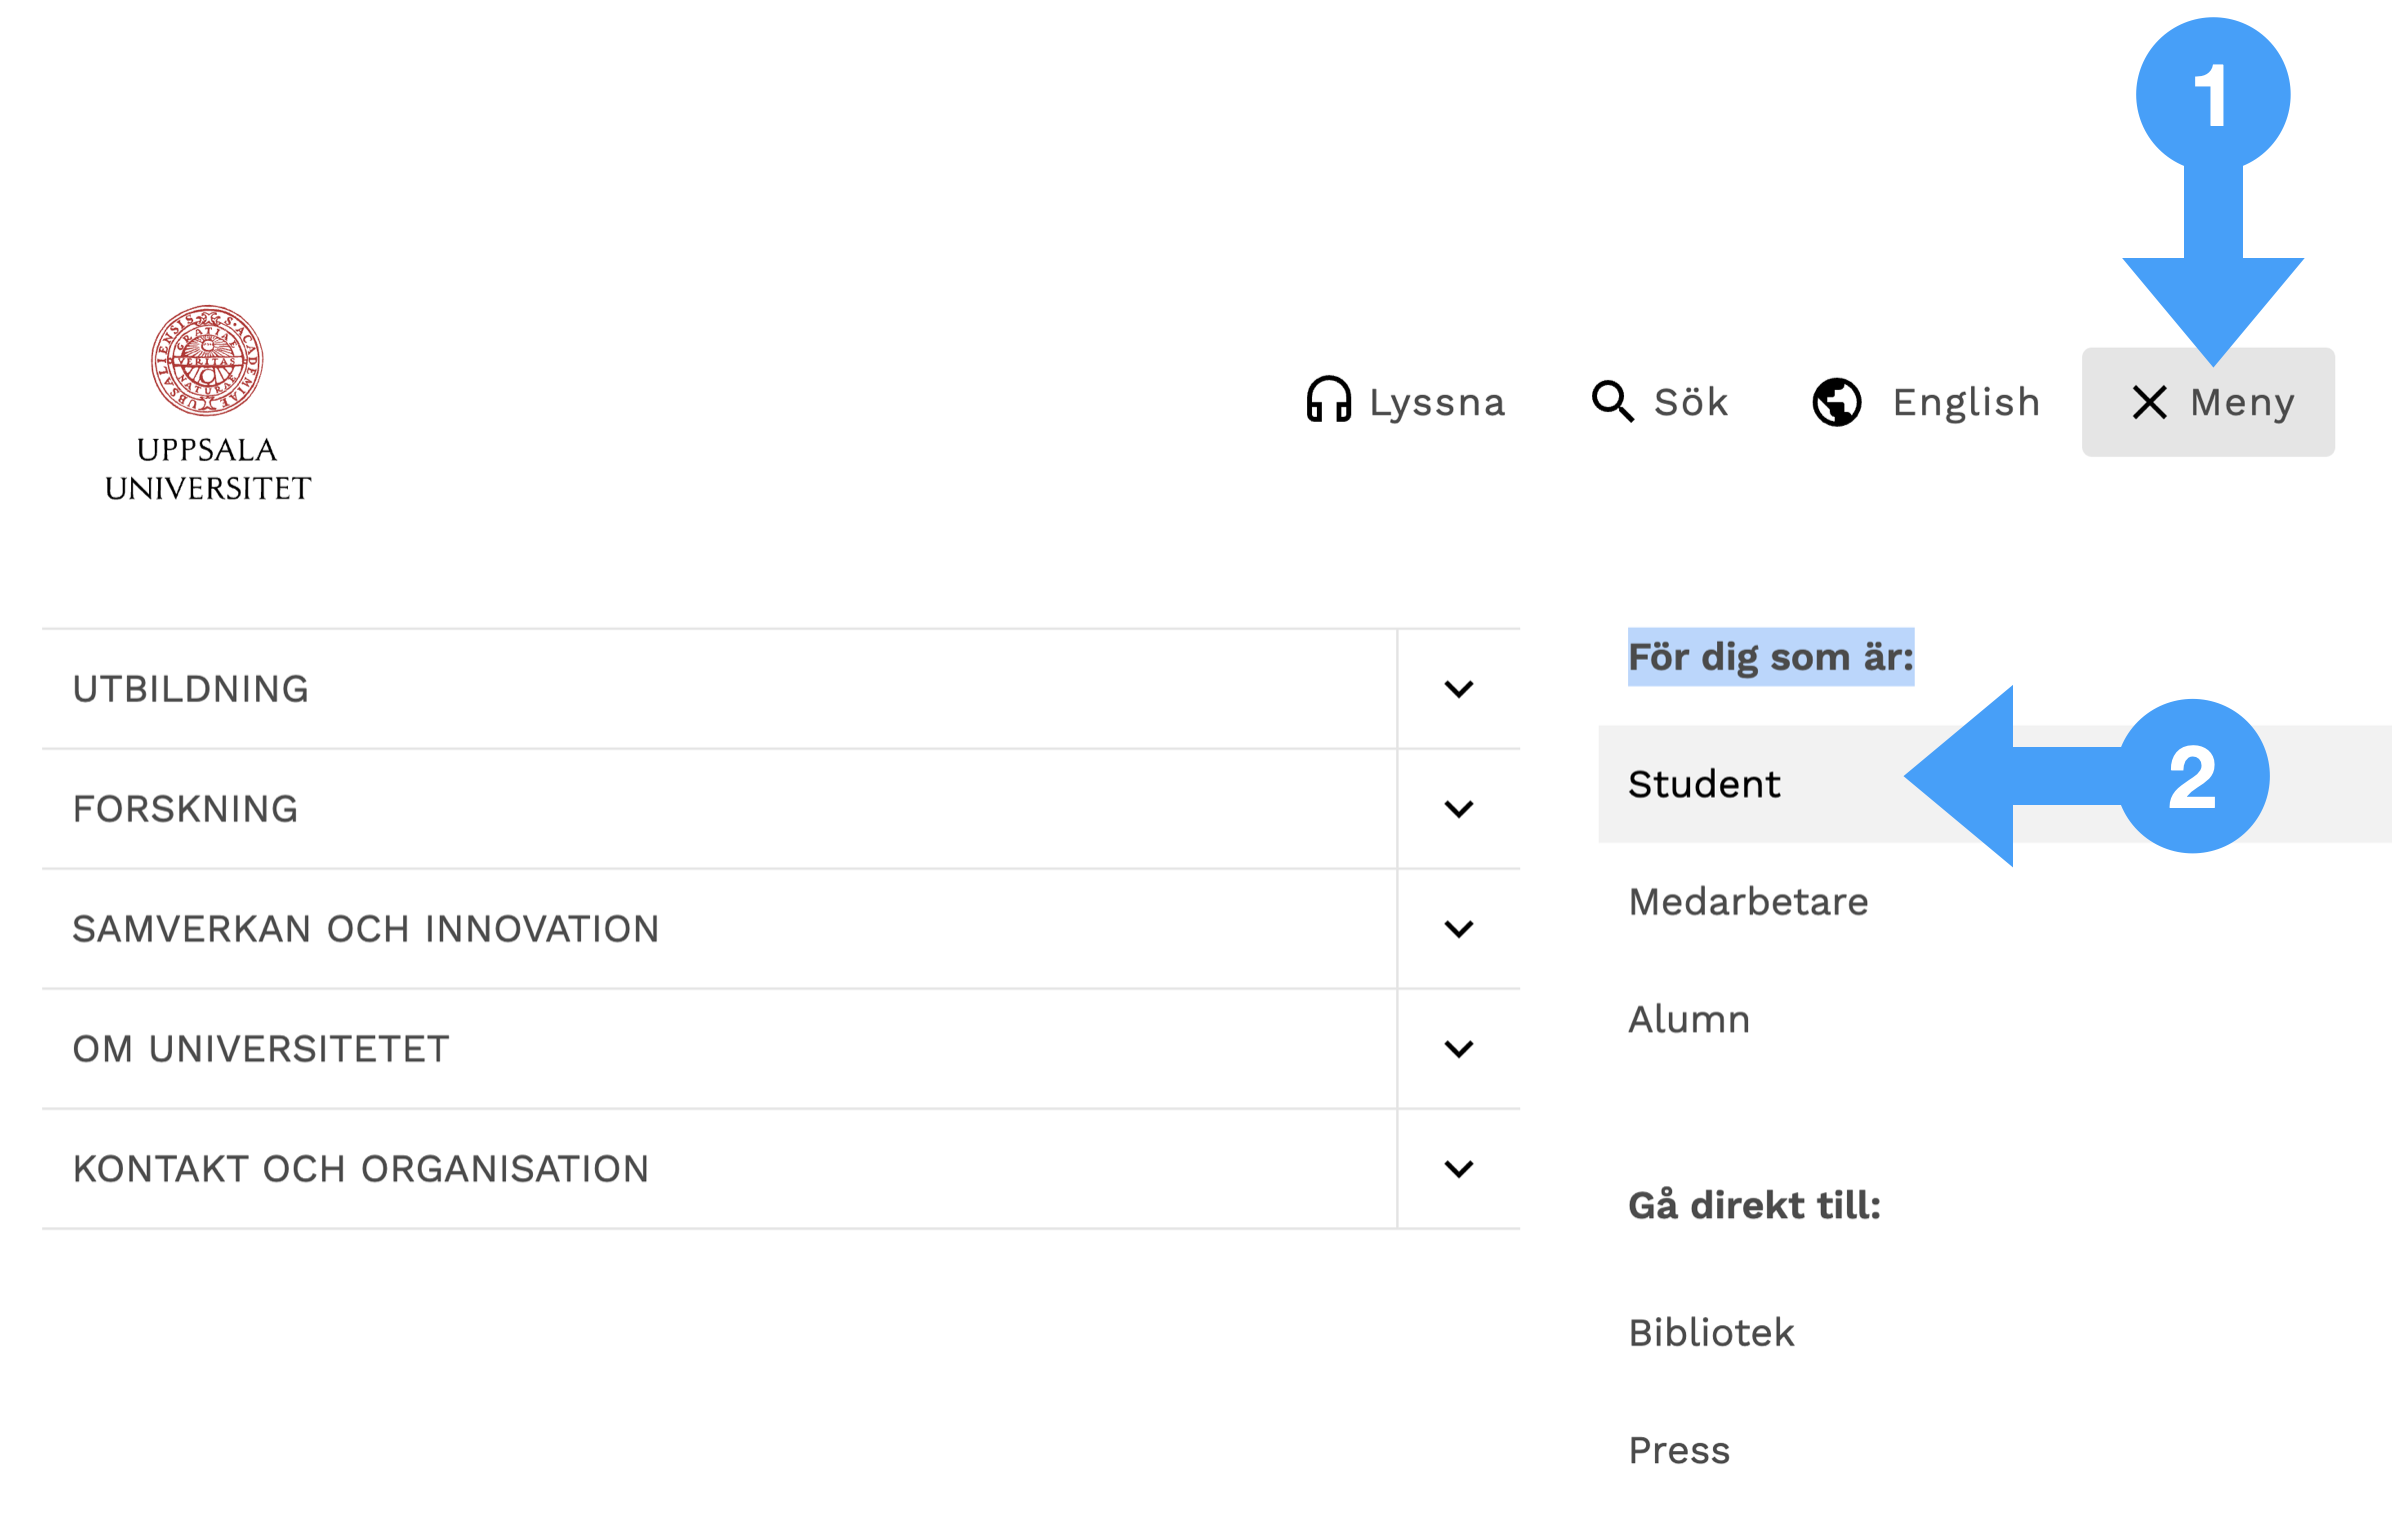 1
UPPSALA
UNIVERSITET
Lyssna
Sök
English
Meny
UTBILDNING
FORSKNING
SAMVERKAN OCH INNOVATION
OM UNIVERSITETET
KONTAKT OCH ORGANISATION
För dig som är:
Student
2
Medarbetare
Alumn
Gå direkt till:
Bibliotek
Press